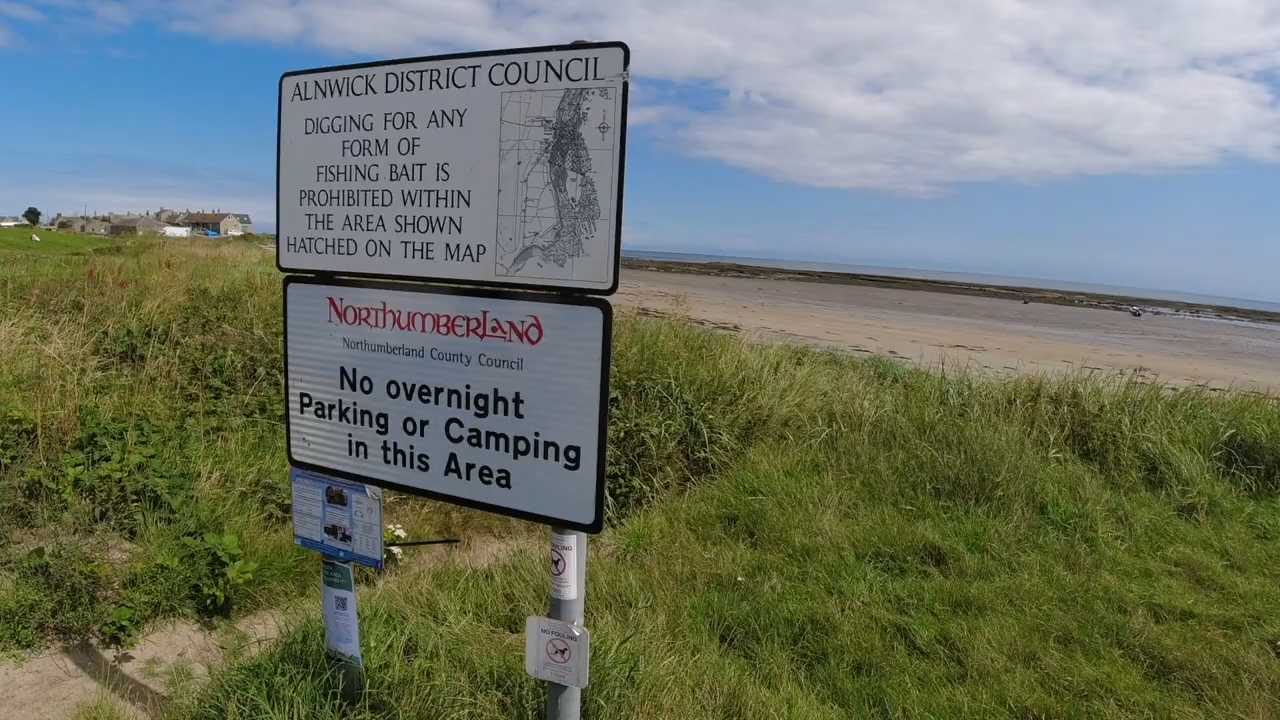 ALNWICK DISTRICT COUNCIL
DIGGING FOR ANY
FORM OF
FISHING BAIT IS
PROHIBITED WITHIN
THE AREA SHOWN
HATCHED ON THE MAP
NORTHUMBERLAND
Northumberland County Council
No overnight
Parking or Camping
in this Area
NO FOULING